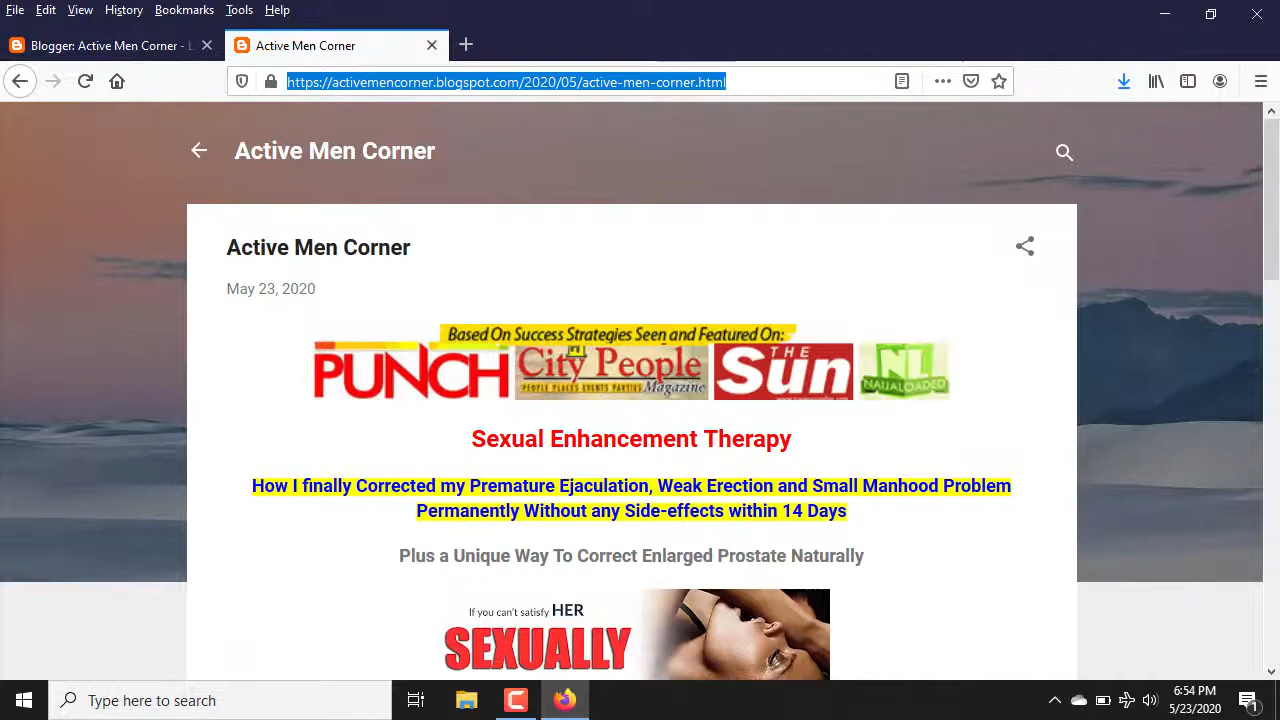 File Edit View History Bookmarks Tools Help
Blogger: Active Men Corner - L
Active Men Corner
https://activemencorner.blogspot.com/2020/05/active-men-corner.html
Active Men Corner
Active Men Corner
May 23, 2020
Based On Success Strategies Seen and Featured On:
PUNCH City People THE Sun NL
PEOPLE PLACES EVENTS PARTIES Magazine NAIJALOADED
Sexual Enhancement Therapy
How I finally Corrected my Premature Ejaculation, Weak Erection and Small Manhood Problem
Permanently Without any Side-effects within 14 Days
Plus a Unique Way To Correct Enlarged Prostate Naturally
If you can't satisfy HER
SEXUALLY
Type here to search
6:54 PM
5/23/2020
1